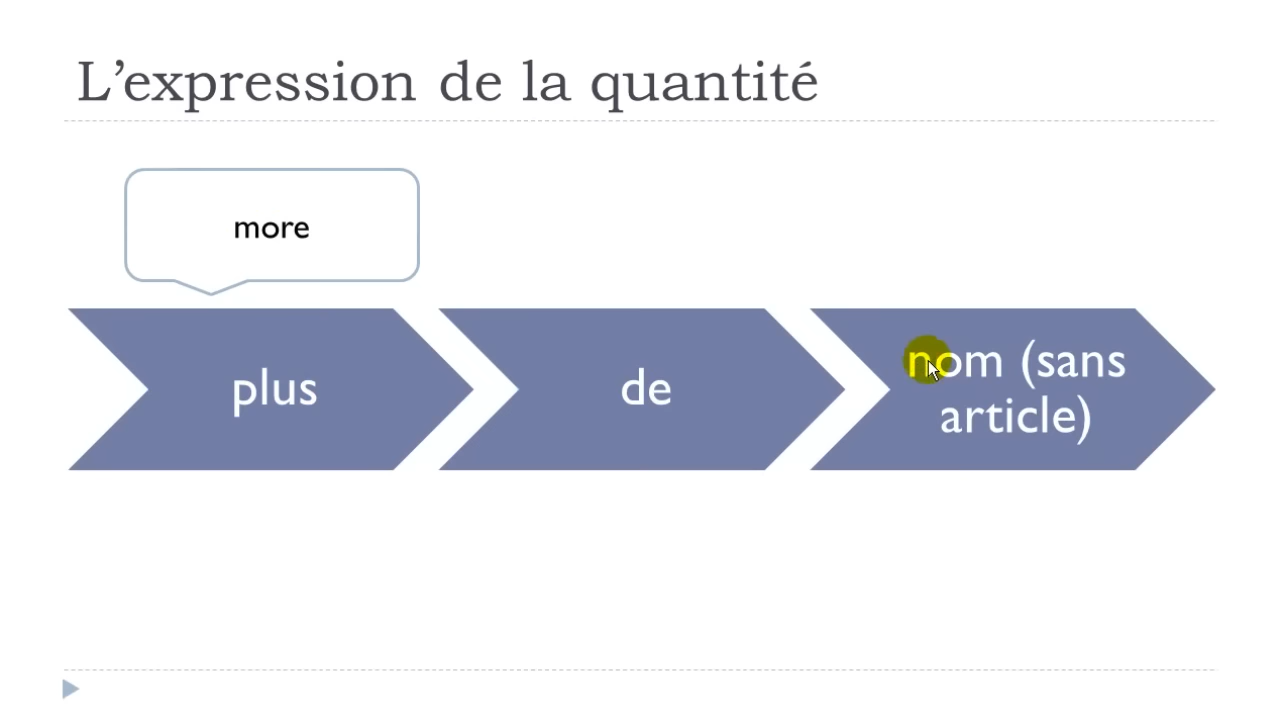 L’expression de la quantité
more
plus
de
nom (sans
article)